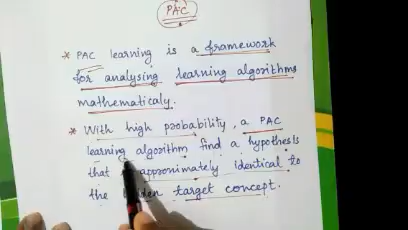 PAC
* PAC learning is a framework
for analysing learning algorithms
mathematicaly.
* With high probability, a PAC
learning algorithm find a hypothesis
that approximately identical to
the target concept.